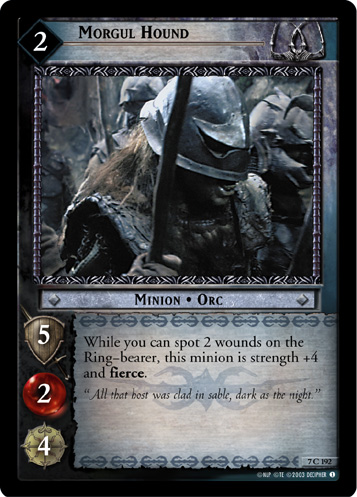 2
Morgul Hound
Minion • Orc
5
2
4
While you can spot 2 wounds on the
Ring–bearer, this minion is strength +4
and fierce.
“All that host was clad in sable, dark as the night.”
7 C 192
©NLP ©TE ©2003 DECIPHER